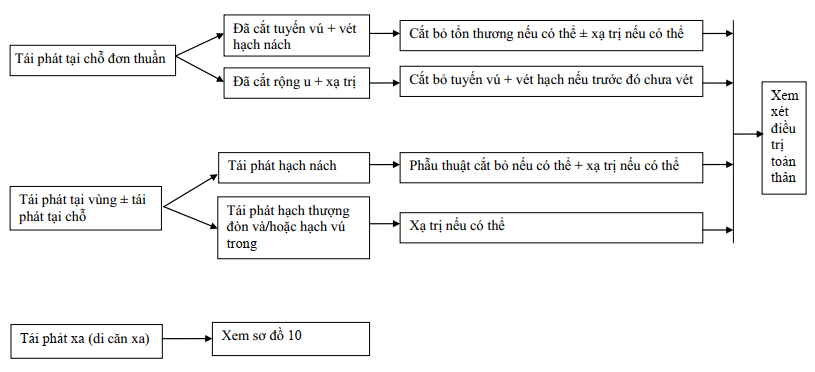 Tái phát tại chỗ đơn thuần
Đã cắt tuyến vú + vét
hạch nách
Cắt bỏ tổn thương nếu có thể ± xạ trị nếu có thể
Đã cắt rộng u + xạ trị
Cắt bỏ tuyến vú + vét hạch nếu trước đó chưa vét
Tái phát tại vùng ± tái
phát tại chỗ
Tái phát hạch nách
Phẫu thuật cắt bỏ nếu có thể + xạ trị nếu có thể
Tái phát hạch thượng
đòn và/hoặc hạch vú
trong
Xạ trị nếu có thể
Xem
xét
điều
trị
toàn
thân
Tái phát xa (di căn xa)
Xem sơ đồ 10